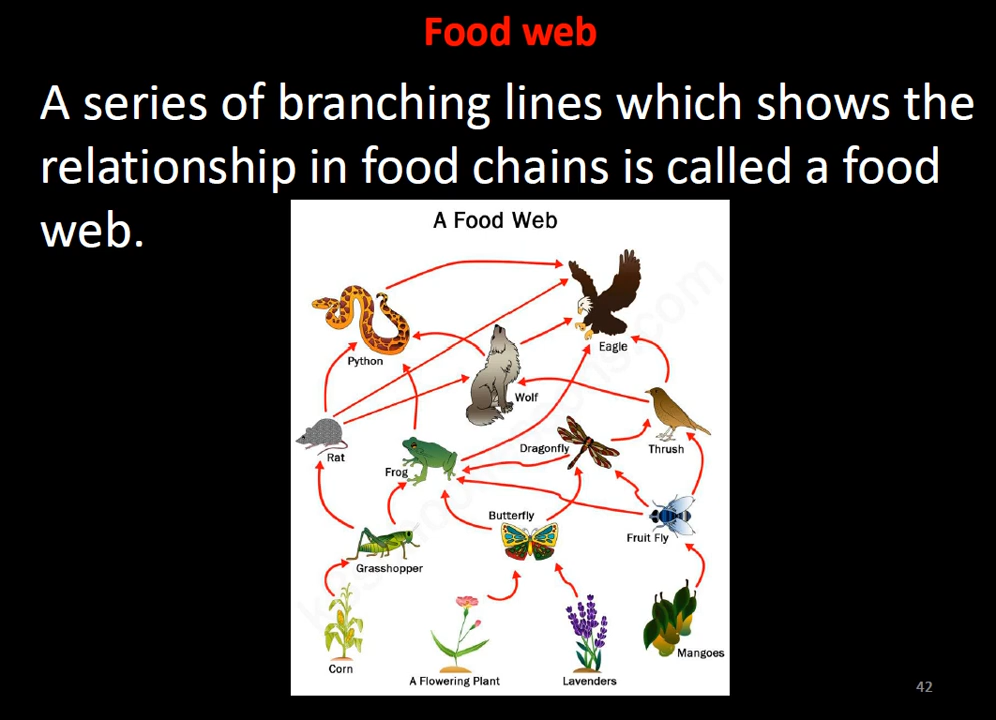 Food web
A series of branching lines which shows the
relationship in food chains is called a food
web.
A Food Web
Eagle
Python
Wolf
Thrush
Dragonfly
Rat
Frog
Butterfly
Fruit Fly
Grasshopper
Mangoes
Corn
A Flowering Plant
Lavenders
42